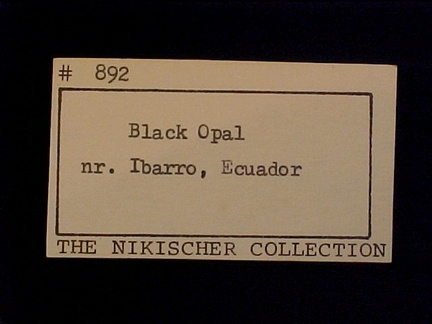 # 892
Black Opal
nr. Ibarro, Ecuador
THE NIKISCHER COLLECTION